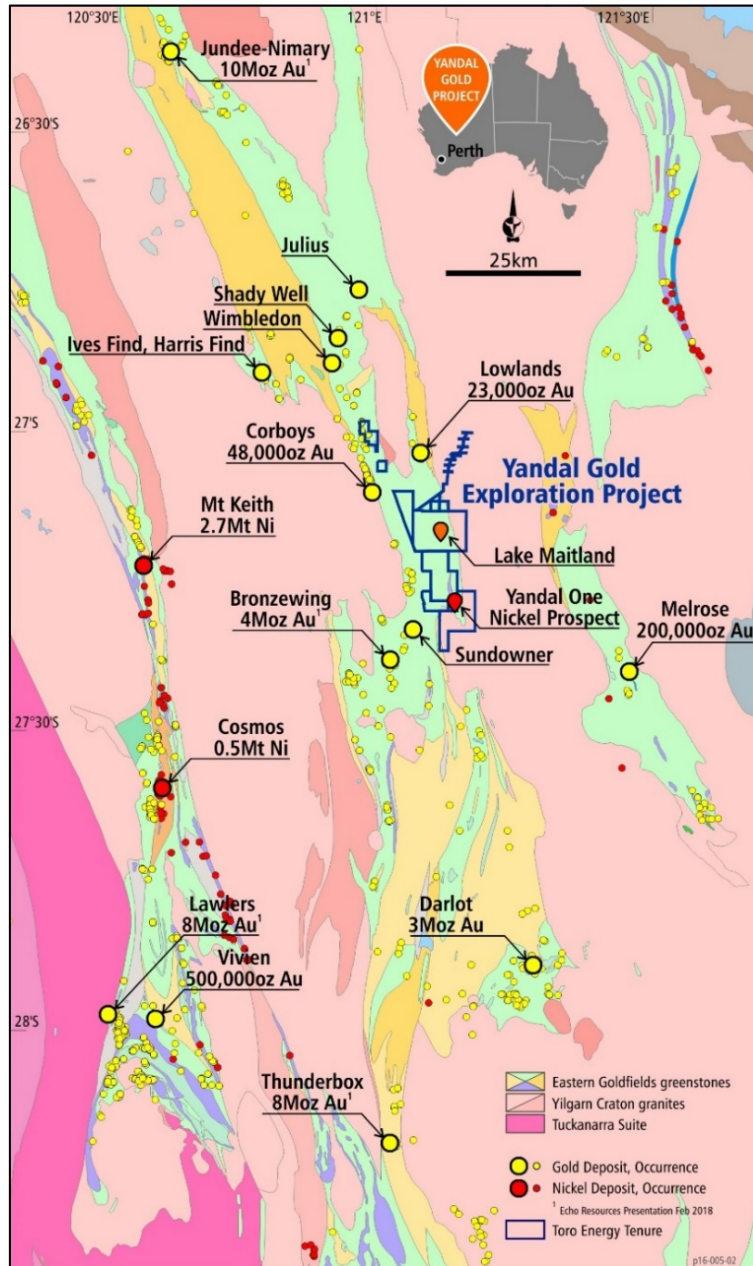 120°30'E
121°E
121°30'E
Jundee-Nimary
10Moz Au¹
YANDAL
GOLD
PROJECT
26°30'S
Perth
25km
Julius
Shady Well
Wimbledon
Ives Find, Harris Find
Lowlands
23,000oz Au
27°S
Corboys
48,000oz Au
Yandal Gold
Exploration Project
Mt Keith
2.7Mt Ni
Lake Maitland
Bronzewing
4Moz Au¹
Yandal One
Nickel Prospect
Melrose
200,000oz Au
Sundowner
27°30'S
Cosmos
0.5Mt Ni
Lawlers
8Moz Au¹
Darlot
3Moz Au
Vivien
500,000oz Au
28°S
Thunderbox
8Moz Au¹
Eastern Goldfields greenstones
Yilgarn Craton granites
Tuckanarra Suite
Gold Deposit, Occurrence
Nickel Deposit, Occurrence
¹ Echo Resources Presentation Feb 2018
Toro Energy Tenure
p16-005-02